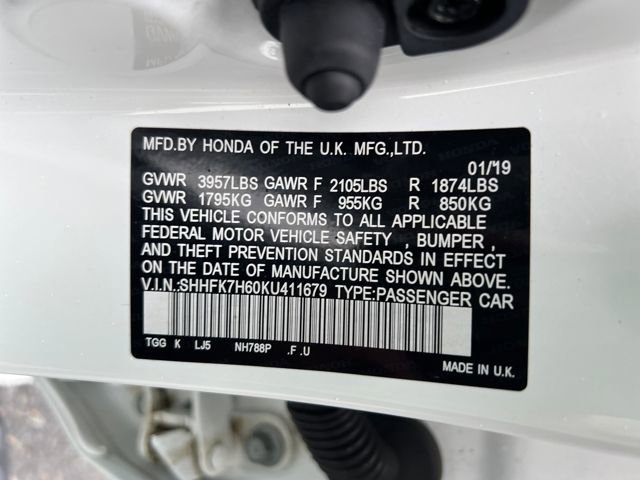 MFD.BY HONDA OF THE U.K. MFG.,LTD.
01/'19
GVWR 3957LBS GAWR F 2105LBS R 1874LBS
GVWR 1795KG GAWR F 955KG R 850KG
THIS VEHICLE CONFORMS TO ALL APPLICABLE
FEDERAL MOTOR VEHICLE SAFETY , BUMPER ,
AND THEFT PREVENTION STANDARDS IN EFFECT
ON THE DATE OF MANUFACTURE SHOWN ABOVE.
V.I.N.:SHHFK7H60KU411679 TYPE:PASSENGER CAR
TGG K LJ5 NH788P .F .U
MADE IN U.K.